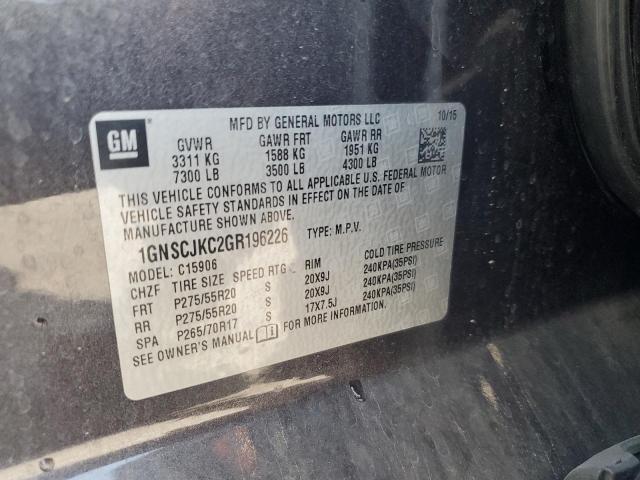 GM
MFD BY GENERAL MOTORS LLC 10/15
GVWR GAWR FRT GAWR RR
3311 KG 1588 KG 1951 KG
7300 LB 3500 LB 4300 LB
THIS VEHICLE CONFORMS TO ALL APPLICABLE U.S. FEDERAL MOTOR
VEHICLE SAFETY STANDARDS IN EFFECT ON THE DATE OF
MANUFACTURE SHOWN ABOVE.
1GNSCJKC2GR196226 TYPE: M.P.V.
MODEL: C15906
CHZF TIRE SIZE SPEED RTG RIM COLD TIRE PRESSURE
FRT P275/55R20 S 20X9J 240KPA(35PSI)
RR P275/55R20 S 20X9J 240KPA(35PSI)
SPA P265/70R17 S 17X7.5J 240KPA(35PSI)
SEE OWNER'S MANUAL FOR MORE INFORMATION.